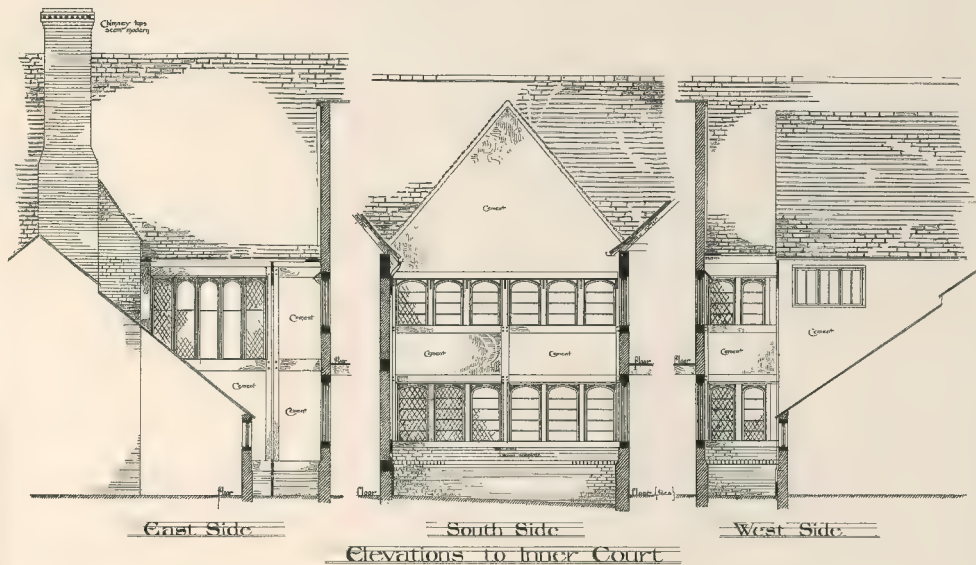 Chimney tops
seem modern
Cement
Cement
Cement
Floor
Floor
East Side
Cement
Cement
Cement
Floor
Floor
Floor
South Side
Cement
Cement
Floor
West Side
Elevations to Inner Court